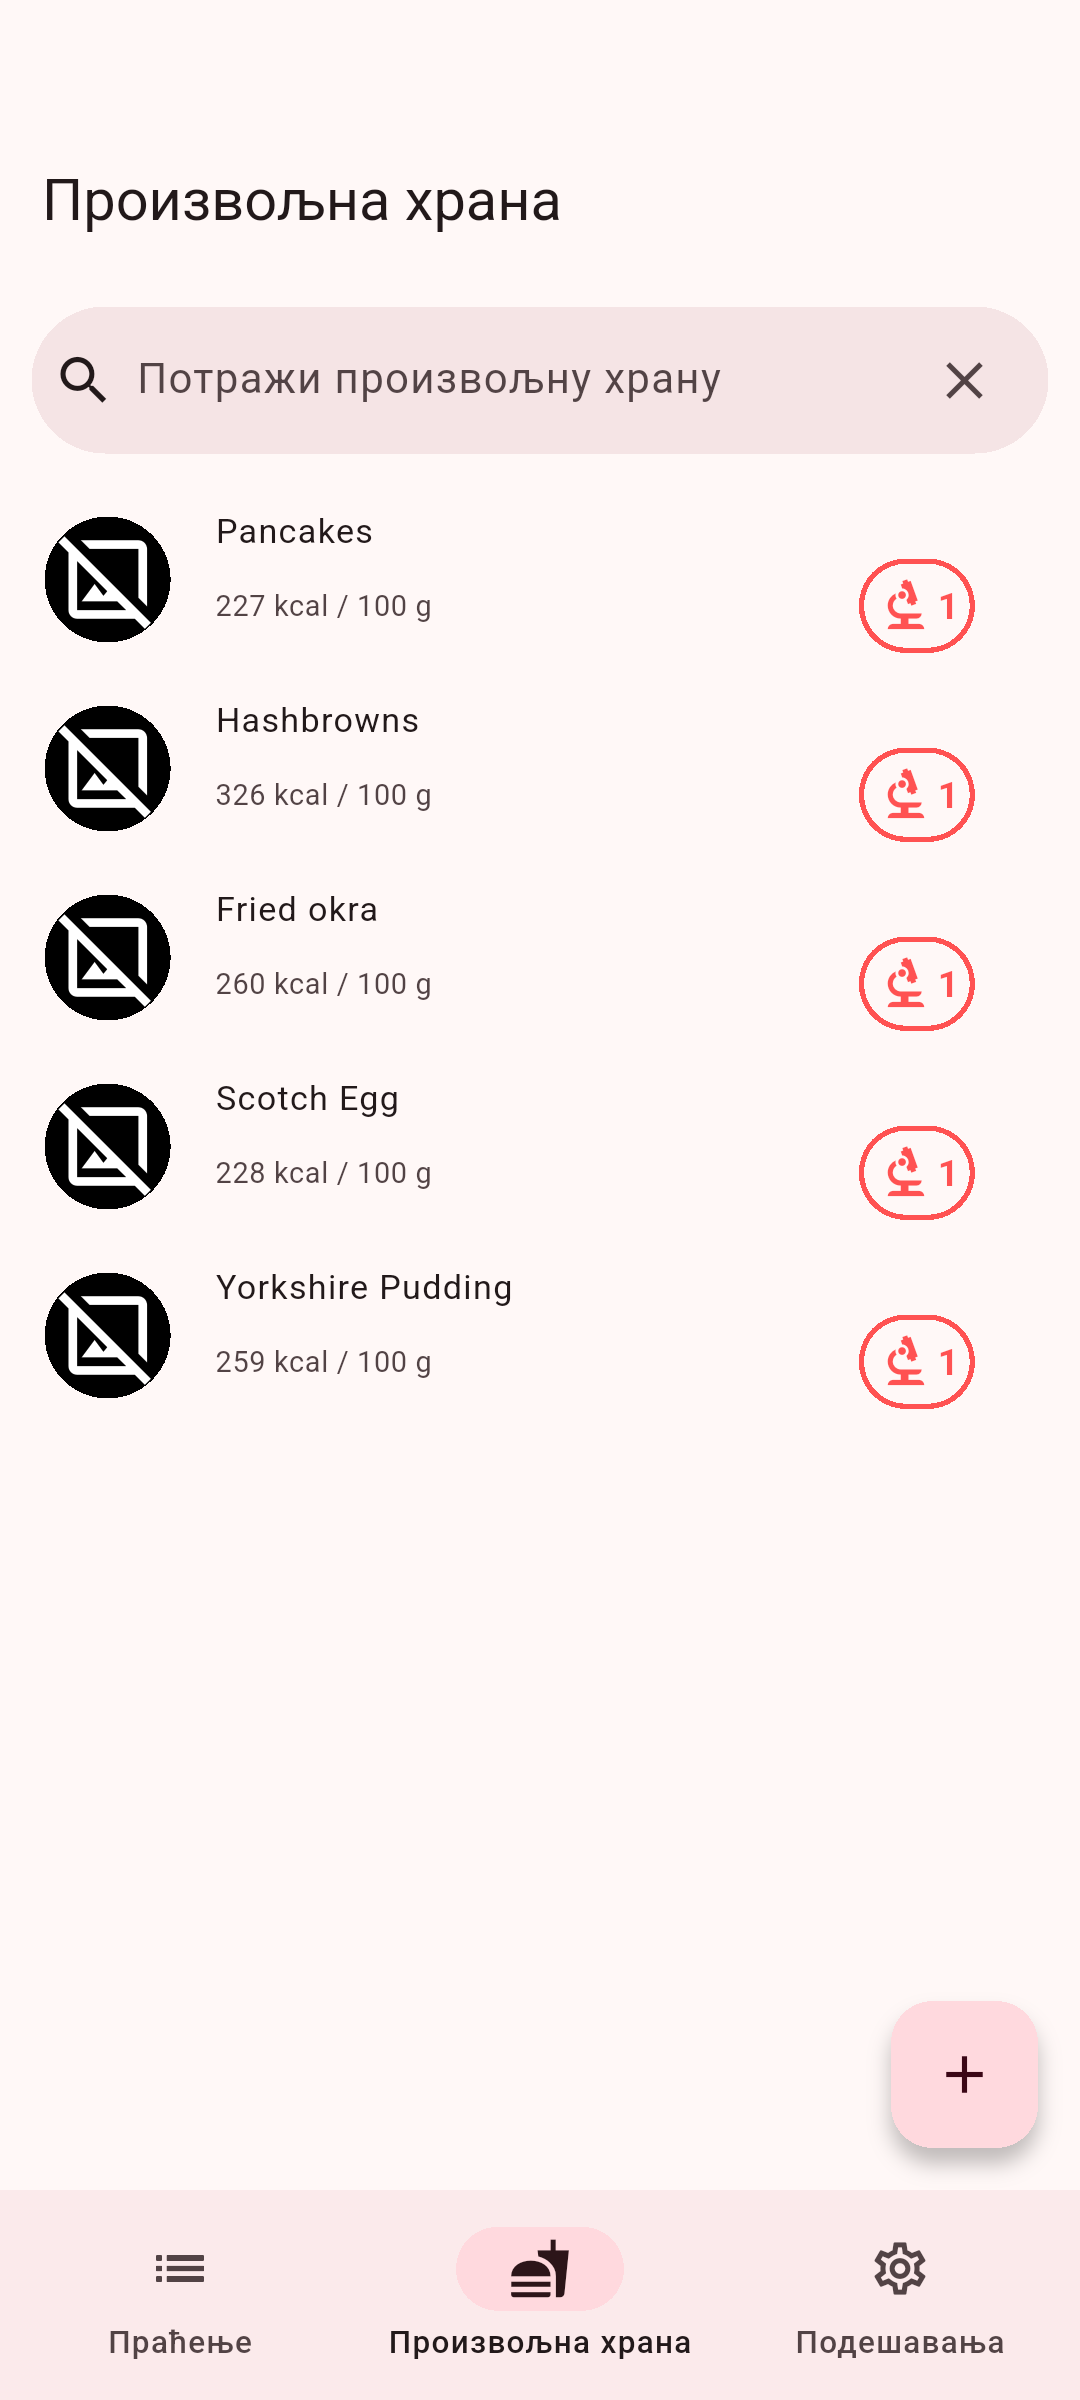 Произвољна храна
Потражи произвољну храну
Pancakes
227 kcal / 100 g
1
Hashbrowns
326 kcal / 100 g
1
Fried okra
260 kcal / 100 g
1
Scotch Egg
228 kcal / 100 g
1
Yorkshire Pudding
259 kcal / 100 g
1
Праћење
Произвољна храна
Подешавања